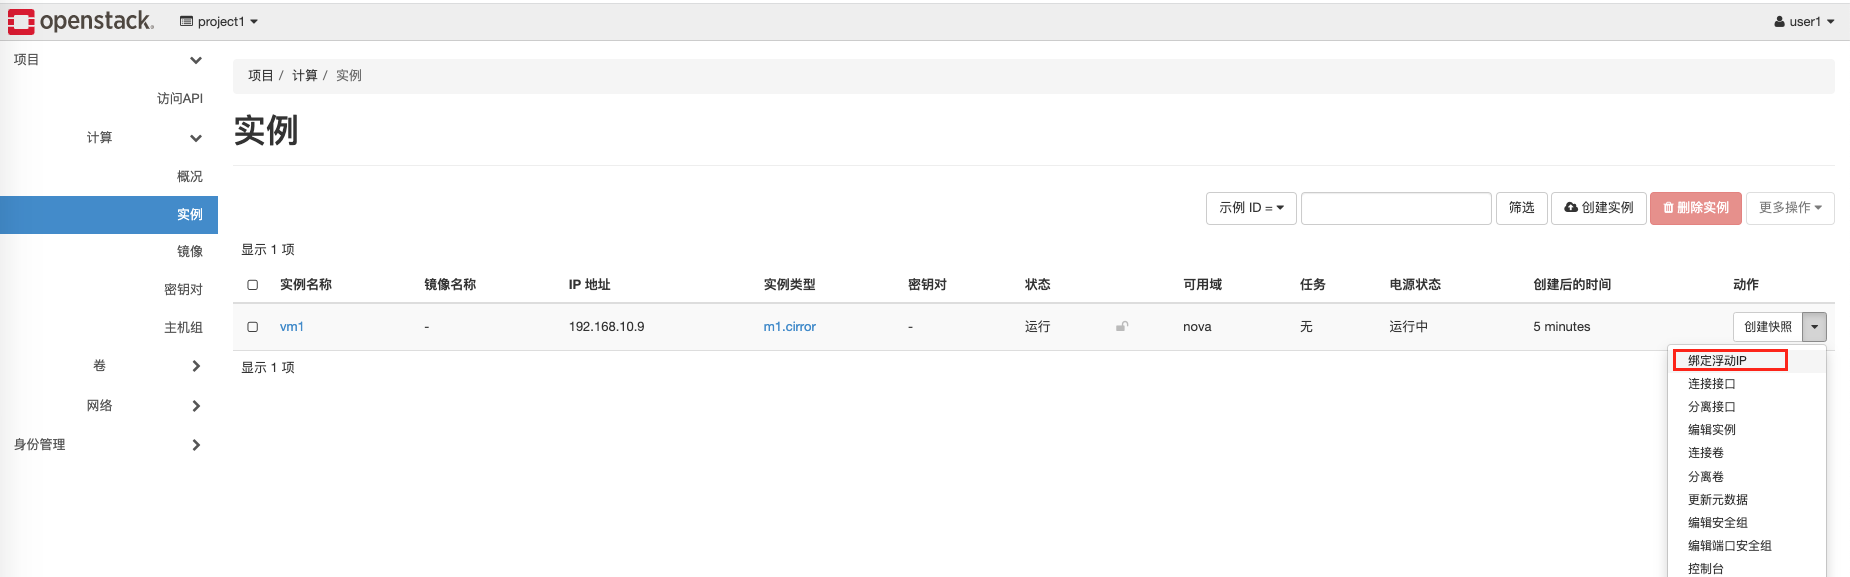 openstack.
project1
user1
项目
访问API
计算
概况
实例
镜像
密钥对
主机组
卷
网络
身份管理
项目 / 计算 / 实例
实例
示例 ID =
筛选
创建实例
删除实例
更多操作
显示 1 项
实例名称 镜像名称 IP 地址 实例类型 密钥对 状态 可用域 任务 电源状态 创建后的时间 动作
vm1 - 192.168.10.9 m1.cirror - 运行 nova 无 运行中 5 minutes 创建快照
显示 1 项
绑定浮动IP
连接接口
分离接口
编辑实例
连接卷
分离卷
更新元数据
编辑安全组
编辑端口安全组
控制台